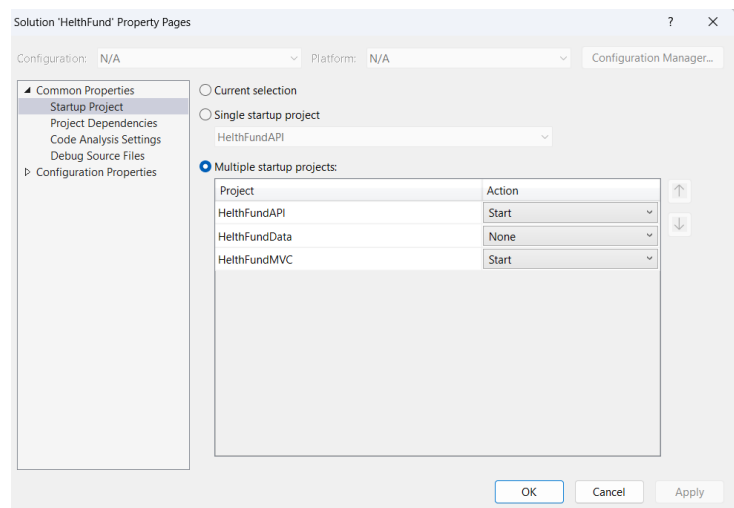 Solution 'HelthFund' Property Pages
?
Configuration: N/A Platform: N/A Configuration Manager...
Common Properties
Startup Project
Project Dependencies
Code Analysis Settings
Debug Source Files
Configuration Properties
Current selection
Single startup project
HelthFundAPI
Multiple startup projects:
Project Action
HelthFundAPI Start
HelthFundData None
HelthFundMVC Start
OK Cancel Apply